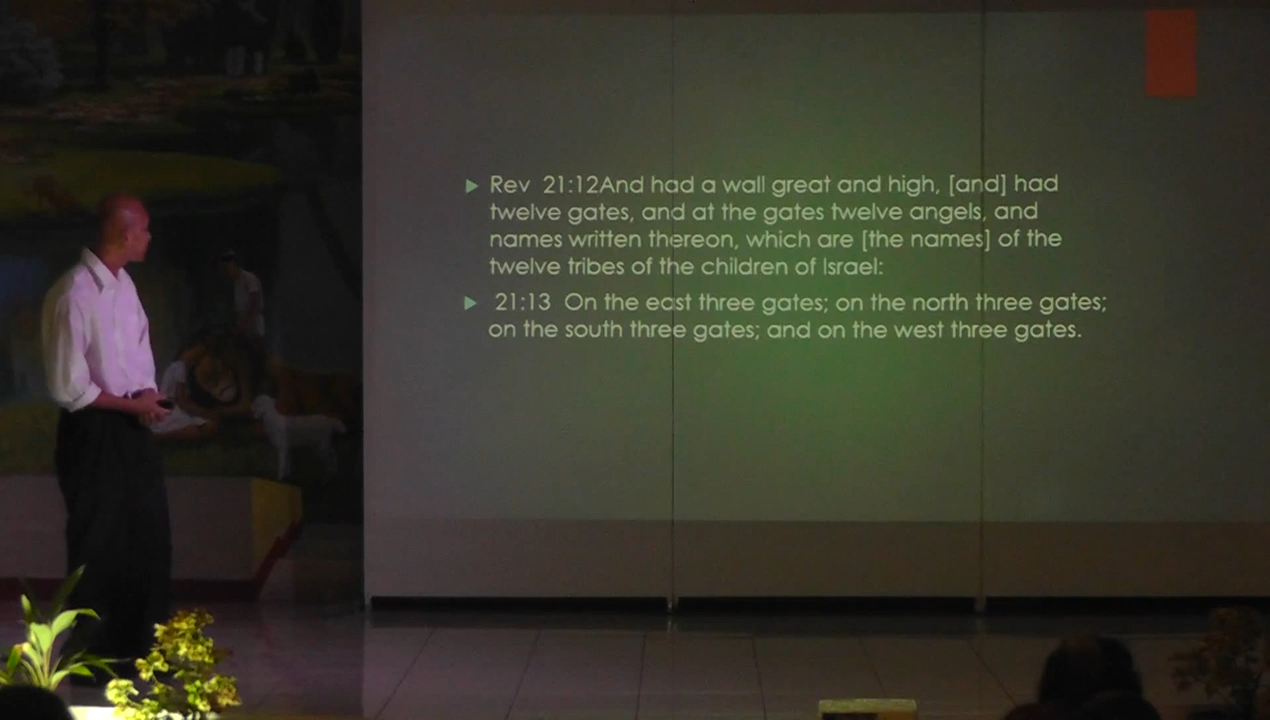 Rev 21:12And had a wall great and high, [and] had
twelve gates, and at the gates twelve angels, and
names written thereon, which are [the names] of the
twelve tribes of the children of Israel:
21:13 On the east three gates; on the north three gates;
on the south three gates; and on the west three gates.